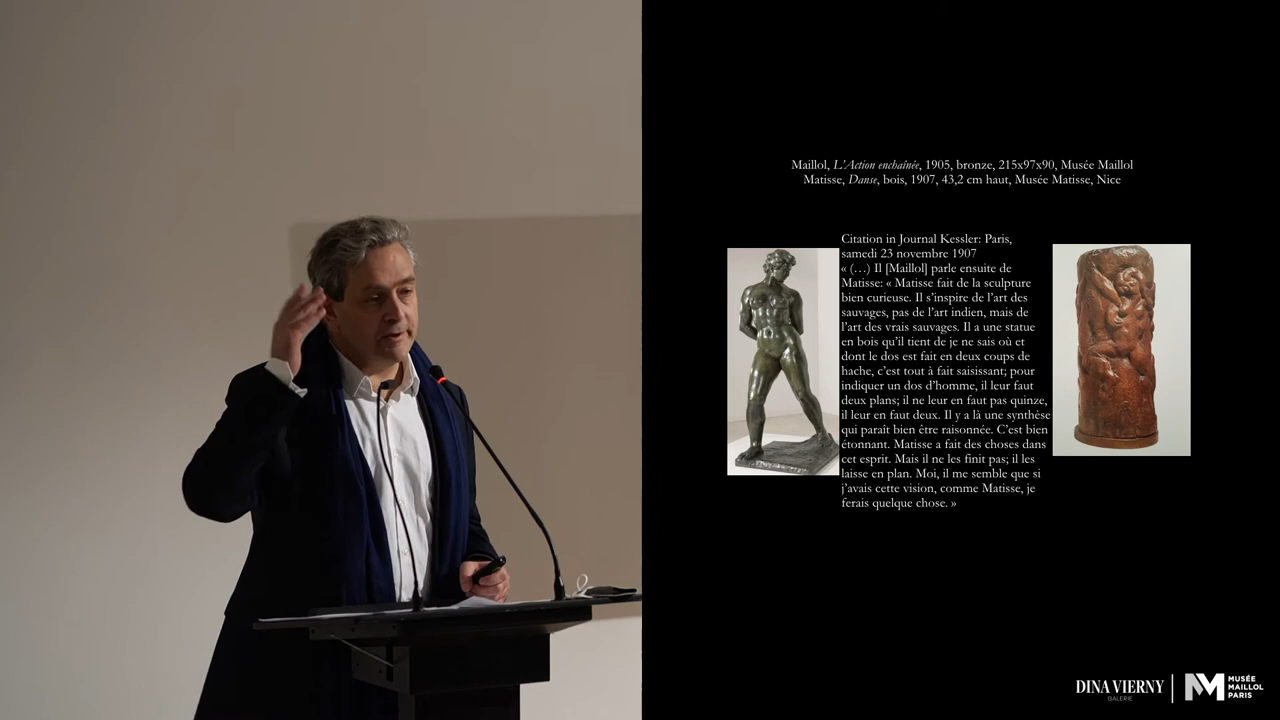 Maillol, L'Action enchaînée, 1905, bronze, 215x97x90, Musée Maillol
Matisse, Danse, bois, 1907, 43,2 cm haut, Musée Matisse, Nice
Citation in Journal Kessler: Paris,
samedi 23 novembre 1907
« (…) Il [Maillol] parle ensuite de
Matisse: « Matisse fait de la sculpture
bien curieuse. Il s'inspire de l'art des
sauvages, pas de l'art indien, mais de
l'art des vrais sauvages. Il a une statue
en bois qu'il tient de je ne sais où et
dont le dos est fait en deux coups de
hache, c'est tout à fait saisissant; pour
indiquer un dos d'homme, il leur faut
deux plans; il ne leur en faut pas quinze,
il leur en faut deux. Il y a là une synthèse
qui paraît bien être raisonnée. C'est bien
étonnant. Matisse a fait des choses dans
cet esprit. Mais il ne les finit pas; il les
laisse en plan. Moi, il me semble que si
j'avais cette vision, comme Matisse, je
ferais quelque chose. »
DINA VIERNY
GALERIE
MM
MUSÉE
MAILLOL
PARIS